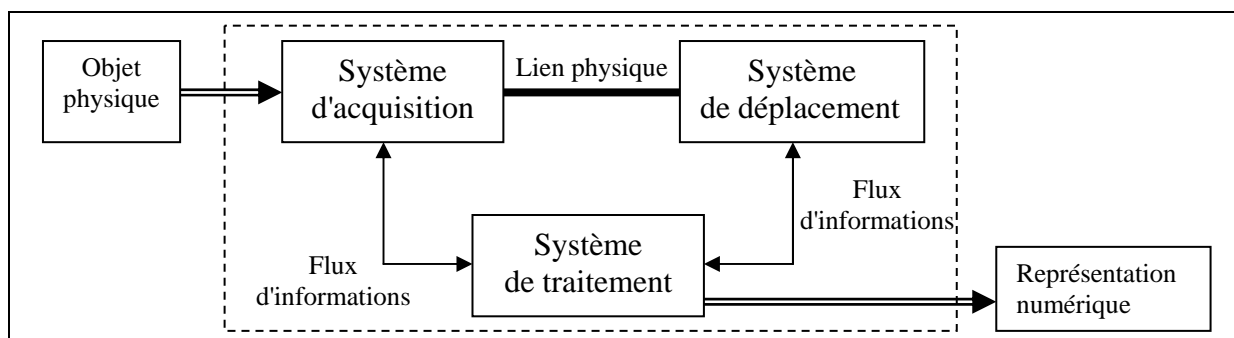 Objet
physique
Système
d'acquisition
Lien physique
Système
de déplacement
Flux
d'informations
Système
de traitement
Flux
d'informations
Représentation
numérique